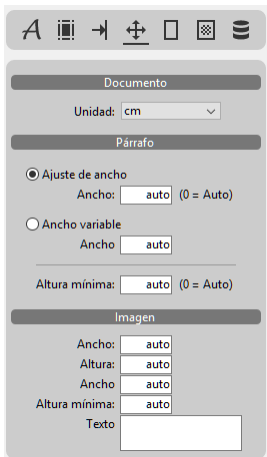 A
Documento
Unidad: cm
Párrafo
Ajuste de ancho
Ancho: auto (0 = Auto)
Ancho variable
Ancho auto
Altura mínima: auto (0 = Auto)
Imagen
Ancho: auto
Altura: auto
Ancho auto
Altura mínima: auto
Texto